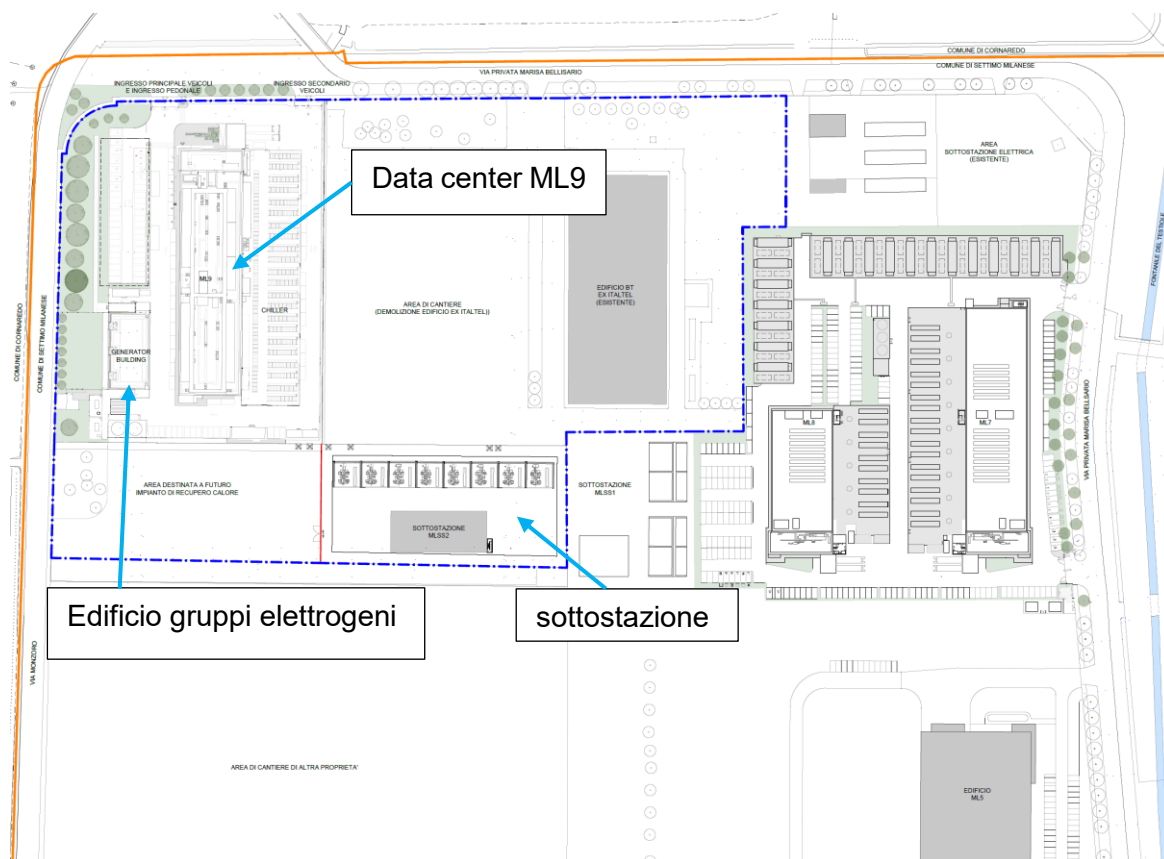 COMUNE DI CORNAREDO
COMUNE DI SETTIMO MILANESE
VIA PRIVATA MARISA BELLISARIO
INGRESSO PRINCIPALE VEICOLI
E INGRESSO PEDONALE
INGRESSO SECONDARIO
VEICOLI
AREA
SOTTOSTAZIONE ELETTRICA
(ESISTENTE)
Data center ML9
FONTANILE DEL TESTIOLE
ML9
EDIFICIO BT
EX ITALTEL
(ESISTENTE)
AREA DI CANTIERE
(DEMOLIZIONE EDIFICIO EX ITALTEL))
CHILLER
COMUNE DI CORNAREDO
COMUNE DI SETTIMO MILANESE
GENERATOR
BUILDING
ML8
ML7
VIA PRIVATA MARISA BELLSARIO
AREA DESTINATA A FUTURO
IMPIANTO DI RECUPERO CALORE
SOTTOSTAZIONE
MLSS1
SOTTOSTAZIONE
MLSS2
Edificio gruppi elettrogeni
sottostazione
VIA MONZORO
AREA DI CANTIERE DI ALTRA PROPRIETA'
EDIFICIO
ML5